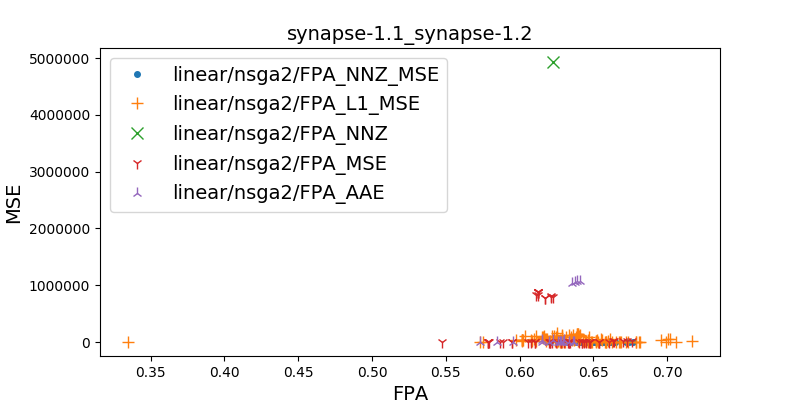 synapse-1.1_synapse-1.2
5000000
4000000
3000000
2000000
1000000
0
MSE
linear/nsga2/FPA_NNZ_MSE
linear/nsga2/FPA_L1_MSE
linear/nsga2/FPA_NNZ
linear/nsga2/FPA_MSE
linear/nsga2/FPA_AAE
0.35 0.40 0.45 0.50 0.55 0.60 0.65 0.70
FPA